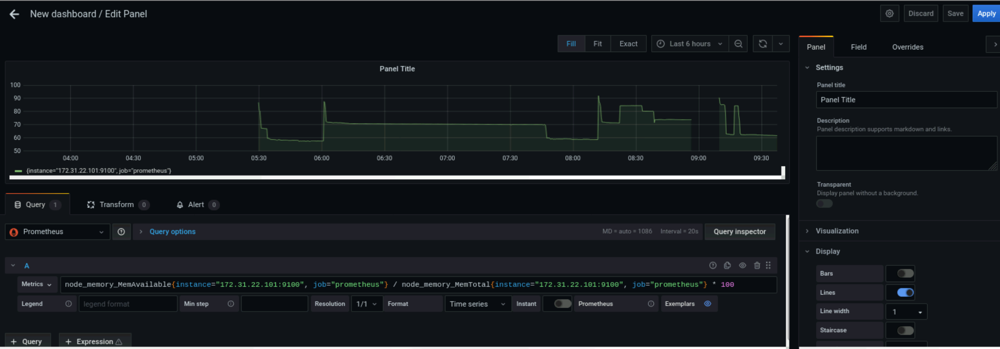 New dashboard / Edit Panel
Discard
Save
Apply
Fill
Fit
Exact
Last 6 hours
Panel Title
100
90
80
70
60
50
04:00
04:30
05:00
05:30
06:00
06:30
07:00
07:30
08:00
08:30
09:00
09:30
{instance="172.31.22.101:9100", job="prometheus"}
Query 1
Transform 0
Alert 0
Prometheus
Query options
MD = auto = 1086
Interval = 20s
Query inspector
A
Metrics
node_memory_MemAvailable{instance="172.31.22.101:9100", job="prometheus"} / node_memory_MemTotal{instance="172.31.22.101:9100", job="prometheus"} * 100
Legend
legend format
Min step
Resolution
1/1
Format
Time series
Instant
Prometheus
Exemplars
+ Query
+ Expression
Panel
Field
Overrides
Settings
Panel title
Panel Title
Description
Panel description supports markdown and links.
Transparent
Display panel without a background.
Visualization
Display
Bars
Lines
Line width
1
Staircase